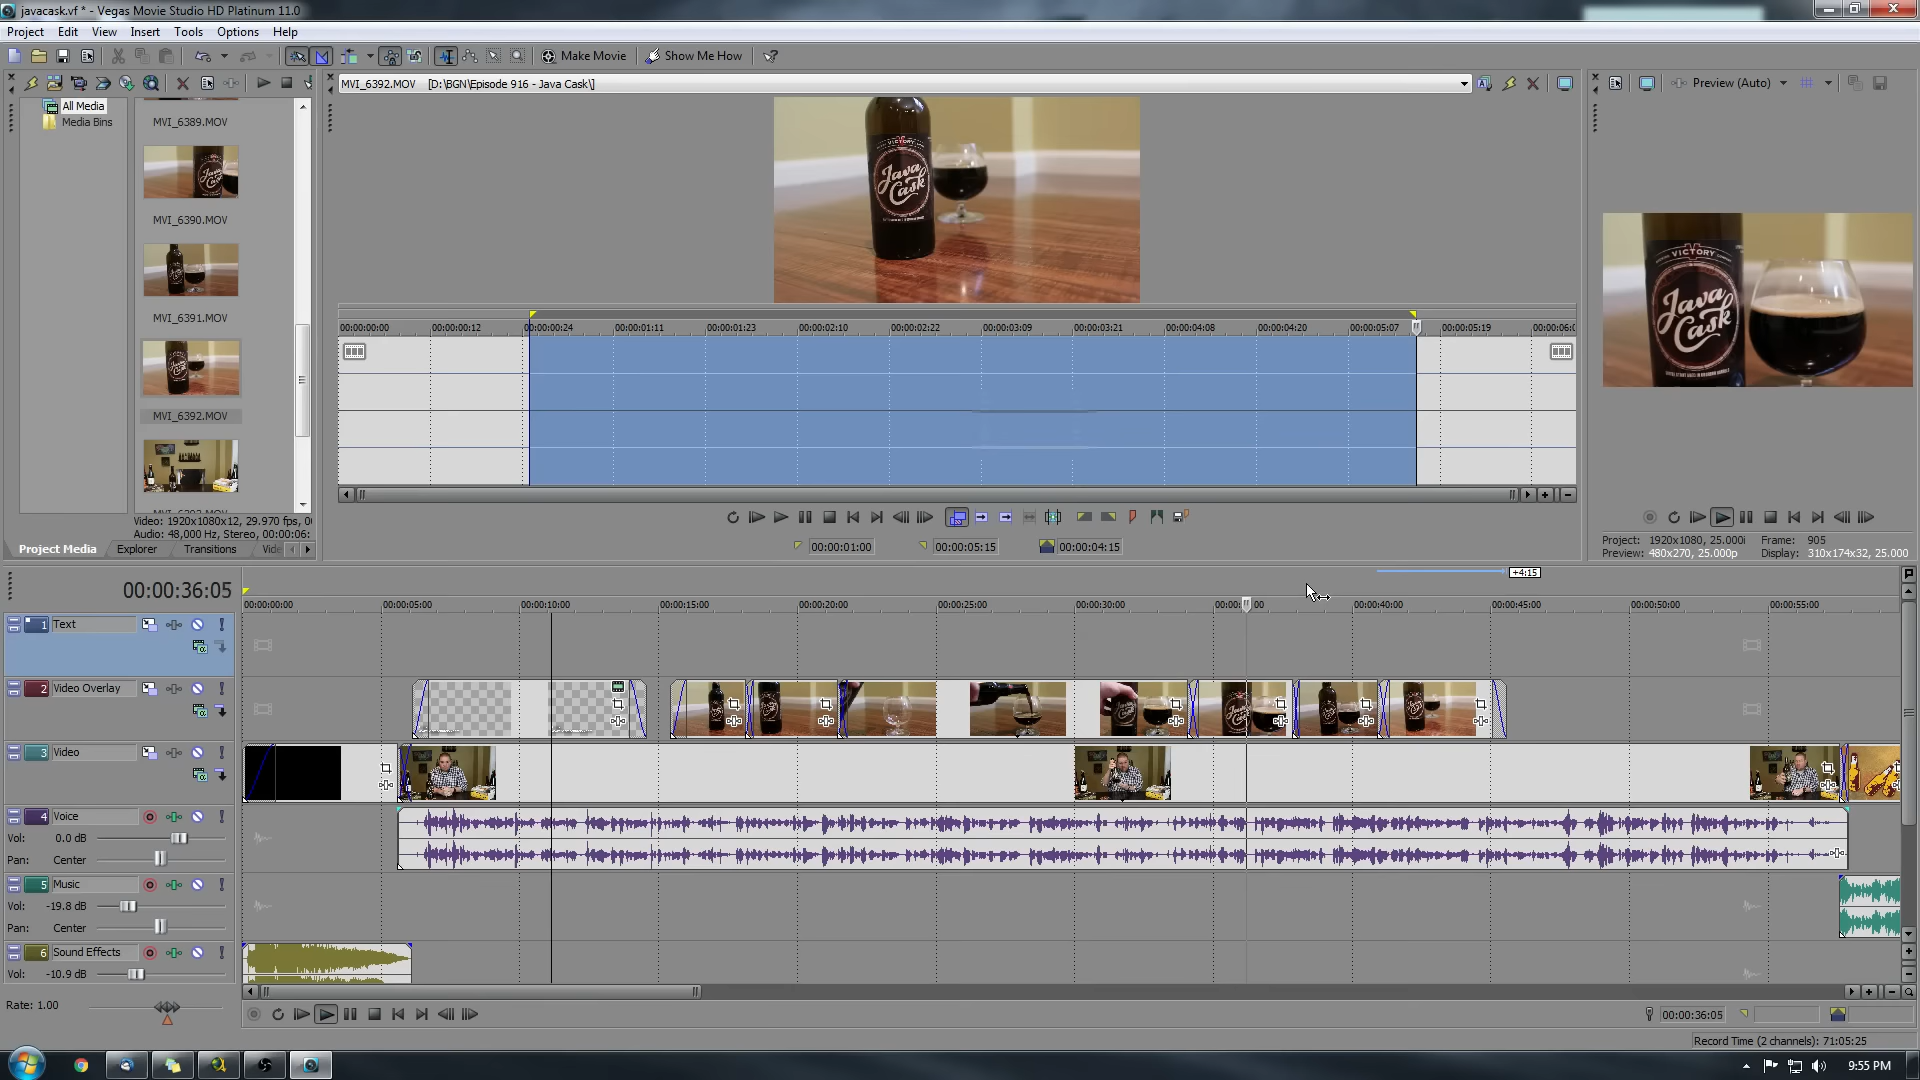 javacask.vf * - Vegas Movie Studio HD Platinum 11.0
Project Edit View Insert Tools Options Help
Make Movie Show Me How
MVI_6392.MOV [D:\BGN\Episode 916 - Java Cask\]
Preview (Auto)
All Media
Media Bins
MVI_6389.MOV
MVI_6390.MOV
MVI_6391.MOV
MVI_6392.MOV
VICTORY
Java
Cask
VICTORY
Java
Cask
00:00:00:00 00:00:00:12 00:00:00:24 00:00:01:11 00:00:01:23 00:00:02:10 00:00:02:22 00:00:03:09 00:00:03:21 00:00:04:08 00:00:04:20 00:00:05:07 00:00:05:19
Video: 1920x1080x12, 29.970 fps, 0
Audio: 48,000 Hz, Stereo, 00:00:06:
Project Media Explorer Transitions
00:00:01:00 00:00:05:15 00:00:04:15
Project: 1920x1080, 25.000i Frame: 905
Preview: 480x270, 25.000p Display: 310x174x32, 25.000
+4:15
00:00:36:05
00:00:00:00 00:00:05:00 00:00:10:00 00:00:15:00 00:00:20:00 00:00:25:00 00:00:30:00 00:00:40:00 00:00:45:00 00:00:50:00 00:00:55:00
1 Text
2 Video Overlay
3 Video
4 Voice
Vol: 0.0 dB
Pan: Center
5 Music
Vol: -19.8 dB
Pan: Center
6 Sound Effects
Vol: -10.9 dB
Rate: 1.00
00:00:36:05
Record Time (2 channels): 71:05:25
9:55 PM